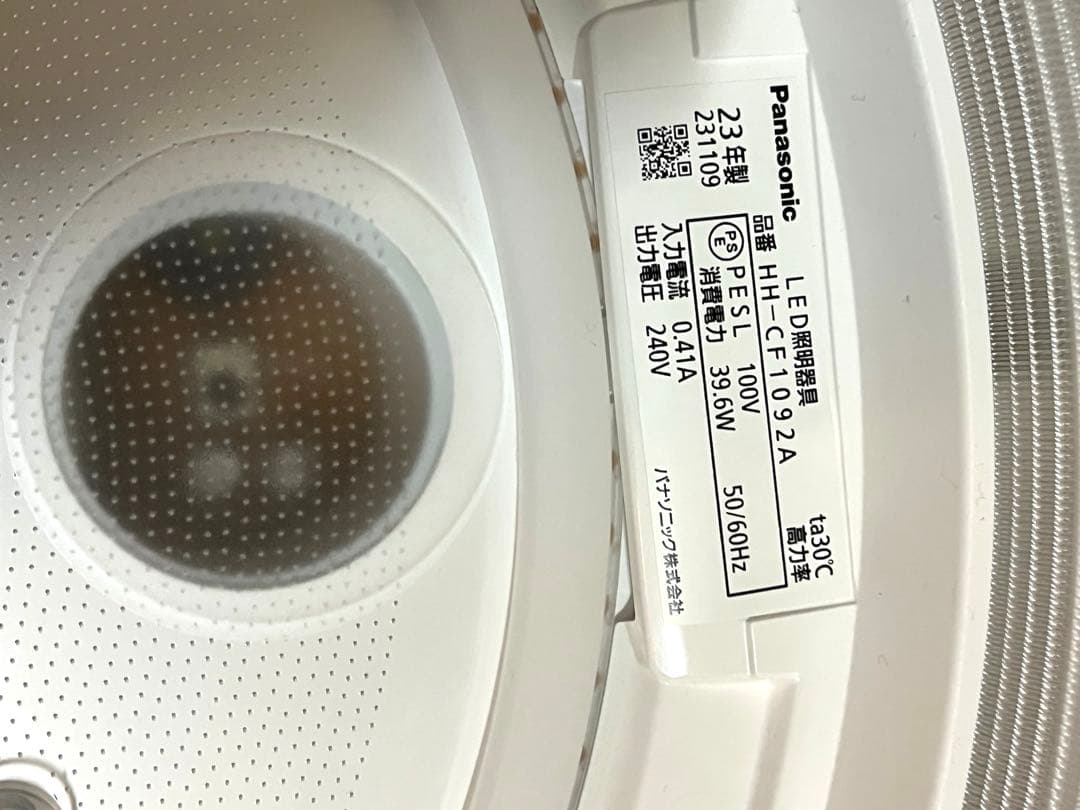 Panasonic LED照明器具 ta30℃
品番 HH-CF1092A 高力率
23年製
231109
PSE PESL 100V 50/60Hz
消費電力 39.6W
入力電流 0.41A
出力電圧 240V
パナソニック株式会社